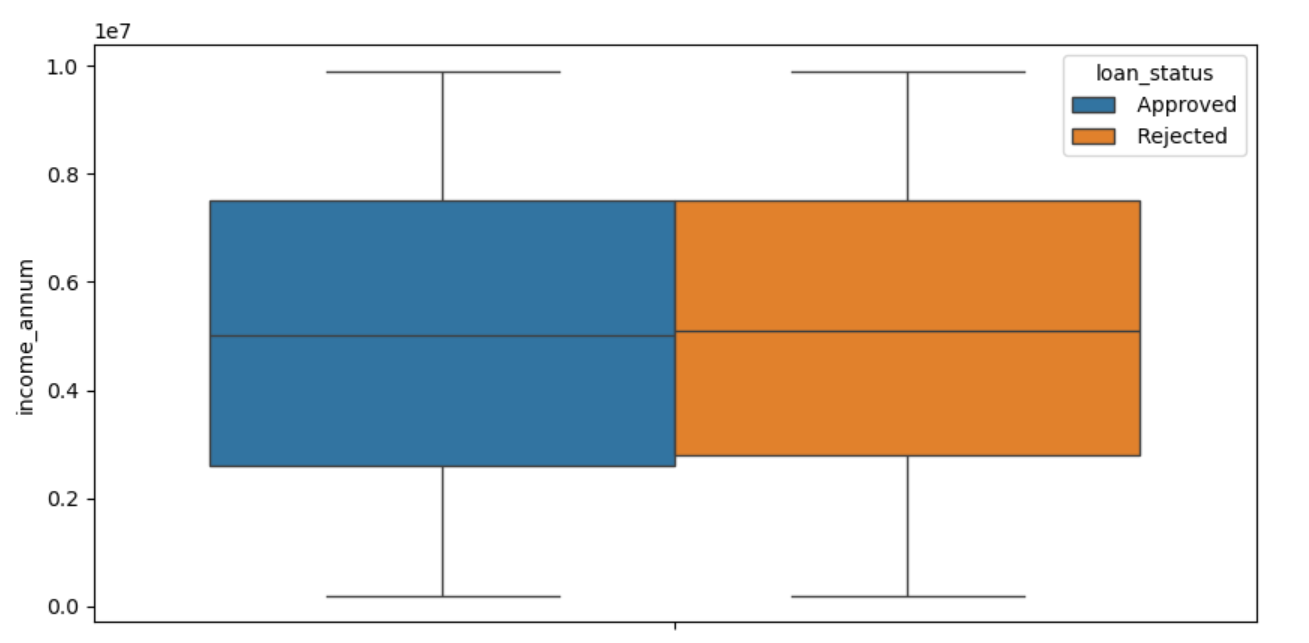 1e7
1.0
0.8
0.6
0.4
0.2
0.0
income_annum
loan_status
Approved
Rejected